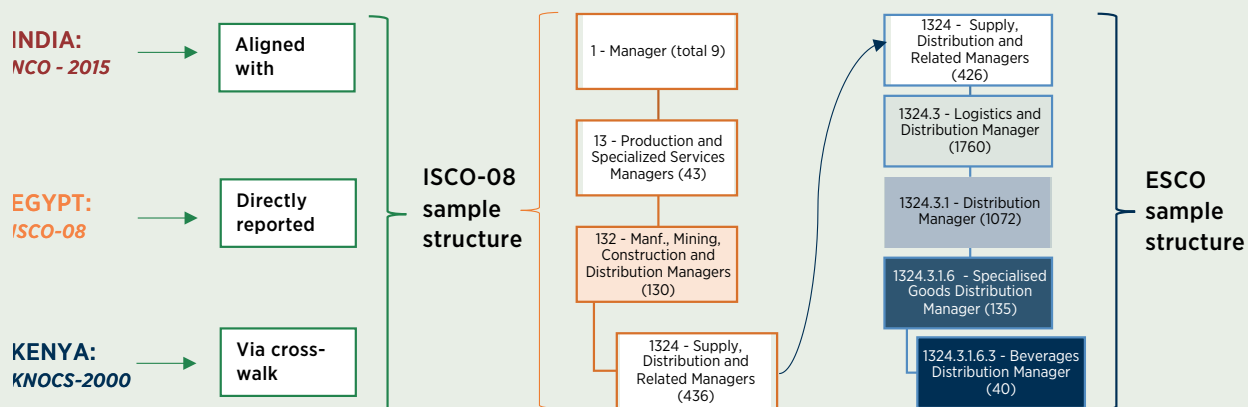 INDIA:
NCO - 2015
Aligned
with
EGYPT:
ISCO-08
Directly
reported
KENYA:
KNOCS-2000
Via cross-
walk
ISCO-08
sample
structure
1 - Manager (total 9)
13 - Production and
Specialized Services
Managers (43)
132 - Manf., Mining,
Construction and
Distribution Managers
(130)
1324 - Supply,
Distribution and
Related Managers
(436)
1324 - Supply,
Distribution and
Related Managers
(426)
1324.3 - Logistics and
Distribution Manager
(1760)
1324.3.1 - Distribution
Manager (1072)
1324.3.1.6 - Specialised
Goods Distribution
Manager (135)
1324.3.1.6.3 - Beverages
Distribution Manager
(40)
ESCO
sample
structure